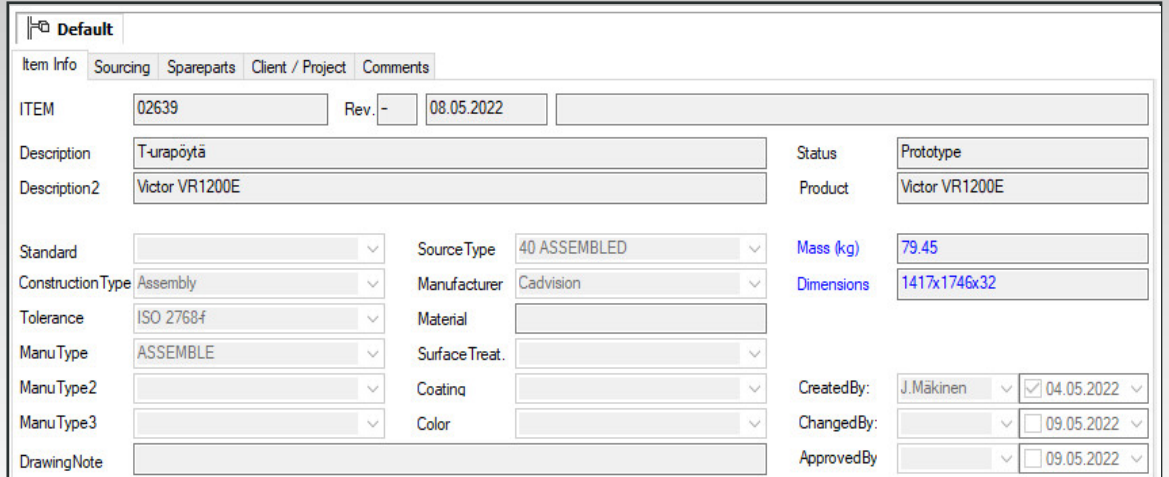 Default
Item Info Sourcing Spareparts Client / Project Comments
ITEM 02639 Rev. - 08.05.2022
Description T-urapöytä Status Prototype
Description2 Victor VR1200E Product Victor VR1200E
Standard SourceType 40 ASSEMBLED Mass (kg) 79.45
ConstructionType Assembly Manufacturer Cadvision Dimensions 1417x1746x32
Tolerance ISO 2768-f Material
ManuType ASSEMBLE SurfaceTreat.
ManuType2 Coating CreatedBy: J.Mäkinen 04.05.2022
ManuType3 Color ChangedBy: 09.05.2022
DrawingNote ApprovedBy 09.05.2022